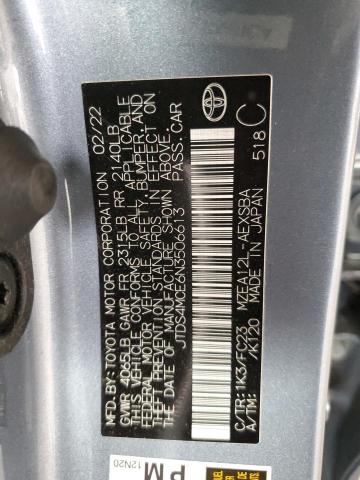 MFD.BY: TOYOTA MOTOR CORPORATION 02/22
GVWR 4065LB GAWR FR 2315LB RR 2140LB
THIS VEHICLE CONFORMS TO ALL APPLICABLE
FEDERAL MOTOR VEHICLE SAFETY, BUMPER, AND
THEFT PREVENTION STANDARDS IN EFFECT ON
THE DATE OF MANUFACTURE SHOWN ABOVE.
JTDS4MCA6N3506613 PASS.CAR
C/TR: 1K3/FC23 MZEA12L-AEXSBA
A/TM: /K120 MADE IN JAPAN
518 C
12N20
PM